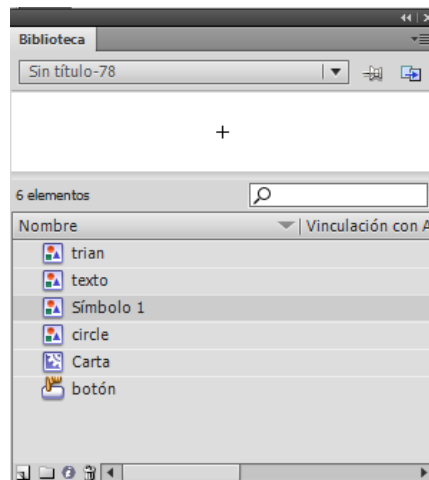 Biblioteca
Sin título-78
6 elementos
Nombre Vinculación con A
trian
texto
Símbolo 1
circle
Carta
botón